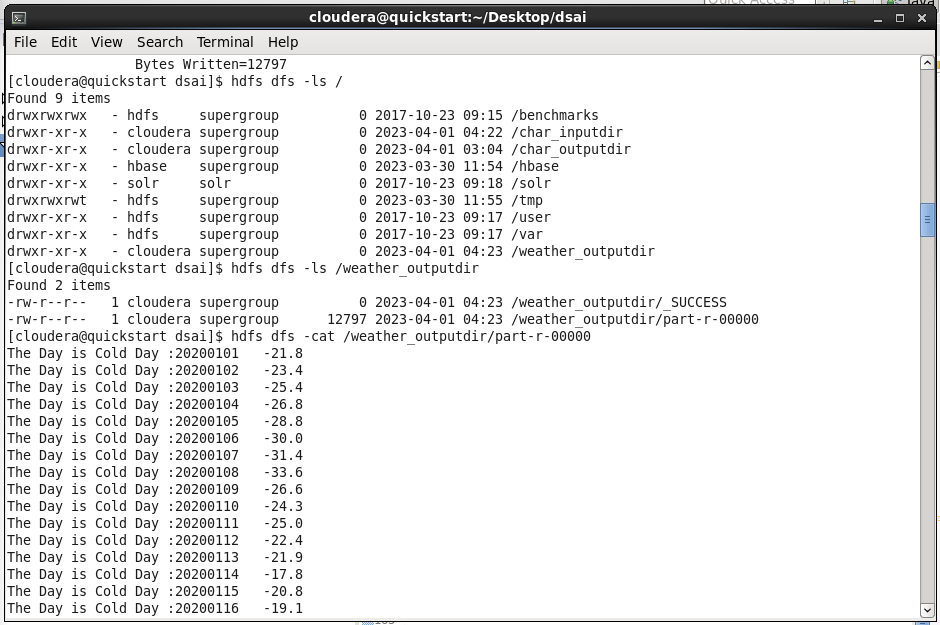 Quick Access
Java
cloudera@quickstart:~/Desktop/dsai
File Edit View Search Terminal Help
                Bytes Written=12797
[cloudera@quickstart dsai]$ hdfs dfs -ls /
Found 9 items
drwxrwxrwx   - hdfs     supergroup          0 2017-10-23 09:15 /benchmarks
drwxr-xr-x   - cloudera supergroup          0 2023-04-01 04:22 /char_inputdir
drwxr-xr-x   - cloudera supergroup          0 2023-04-01 03:04 /char_outputdir
drwxr-xr-x   - hbase    supergroup          0 2023-03-30 11:54 /hbase
drwxr-xr-x   - solr     solr                0 2017-10-23 09:18 /solr
drwxrwxrwt   - hdfs     supergroup          0 2023-03-30 11:55 /tmp
drwxr-xr-x   - hdfs     supergroup          0 2017-10-23 09:17 /user
drwxr-xr-x   - hdfs     supergroup          0 2017-10-23 09:17 /var
drwxr-xr-x   - cloudera supergroup          0 2023-04-01 04:23 /weather_outputdir
[cloudera@quickstart dsai]$ hdfs dfs -ls /weather_outputdir
Found 2 items
-rw-r--r--   1 cloudera supergroup          0 2023-04-01 04:23 /weather_outputdir/_SUCCESS
-rw-r--r--   1 cloudera supergroup      12797 2023-04-01 04:23 /weather_outputdir/part-r-00000
[cloudera@quickstart dsai]$ hdfs dfs -cat /weather_outputdir/part-r-00000
The Day is Cold Day :20200101   -21.8
The Day is Cold Day :20200102   -23.4
The Day is Cold Day :20200103   -25.4
The Day is Cold Day :20200104   -26.8
The Day is Cold Day :20200105   -28.8
The Day is Cold Day :20200106   -30.0
The Day is Cold Day :20200107   -31.4
The Day is Cold Day :20200108   -33.6
The Day is Cold Day :20200109   -26.6
The Day is Cold Day :20200110   -24.3
The Day is Cold Day :20200111   -25.0
The Day is Cold Day :20200112   -22.4
The Day is Cold Day :20200113   -21.9
The Day is Cold Day :20200114   -17.8
The Day is Cold Day :20200115   -20.8
The Day is Cold Day :20200116   -19.1